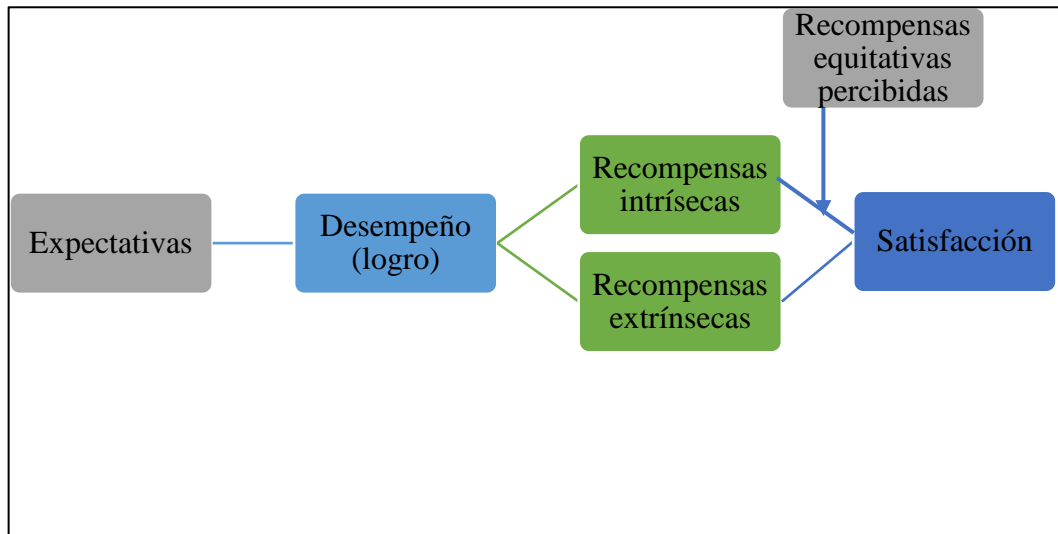 Recompensas
equitativas
percibidas
Expectativas
Desempeño
(logro)
Recompensas
intrísecas
Recompensas
extrínsecas
Satisfacción